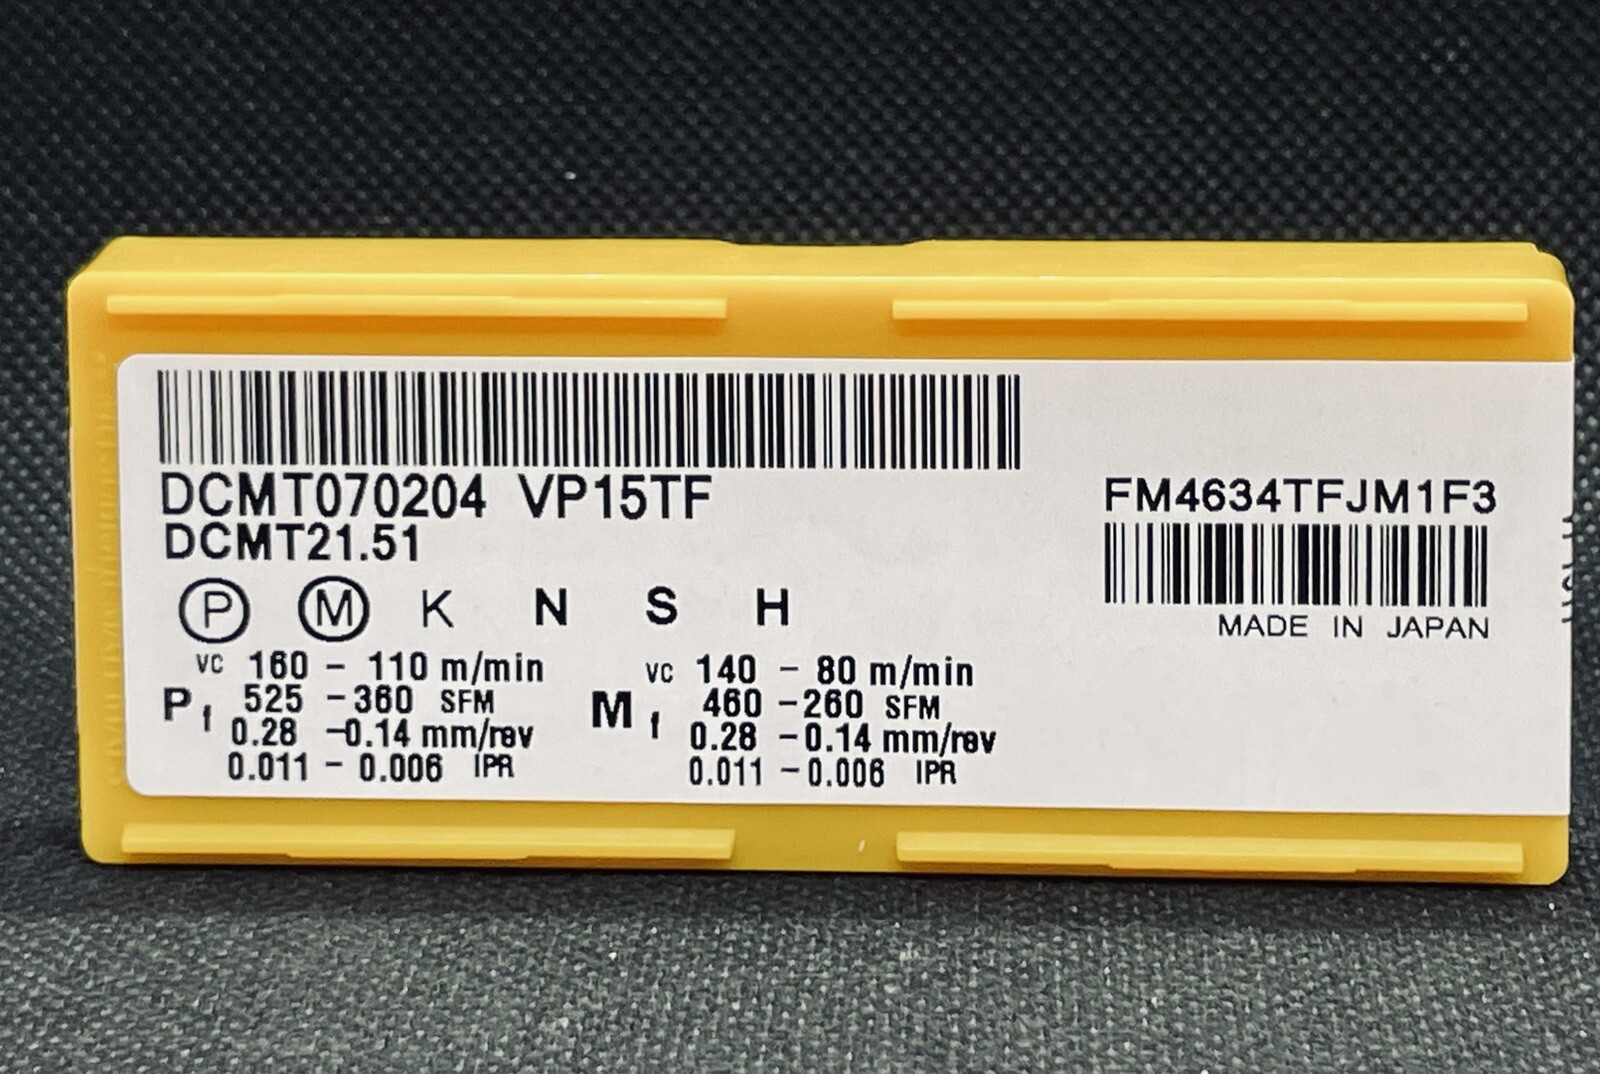 DCMT070204 VP15TF
DCMT21.51
P M K N S H
P vc 160 - 110 m/min
525 - 360 SFM
f 0.28 - 0.14 mm/rev
0.011 - 0.006 IPR
M vc 140 - 80 m/min
460 - 260 SFM
f 0.28 - 0.14 mm/rev
0.011 - 0.006 IPR
FM4634TFJM1F3
MADE IN JAPAN